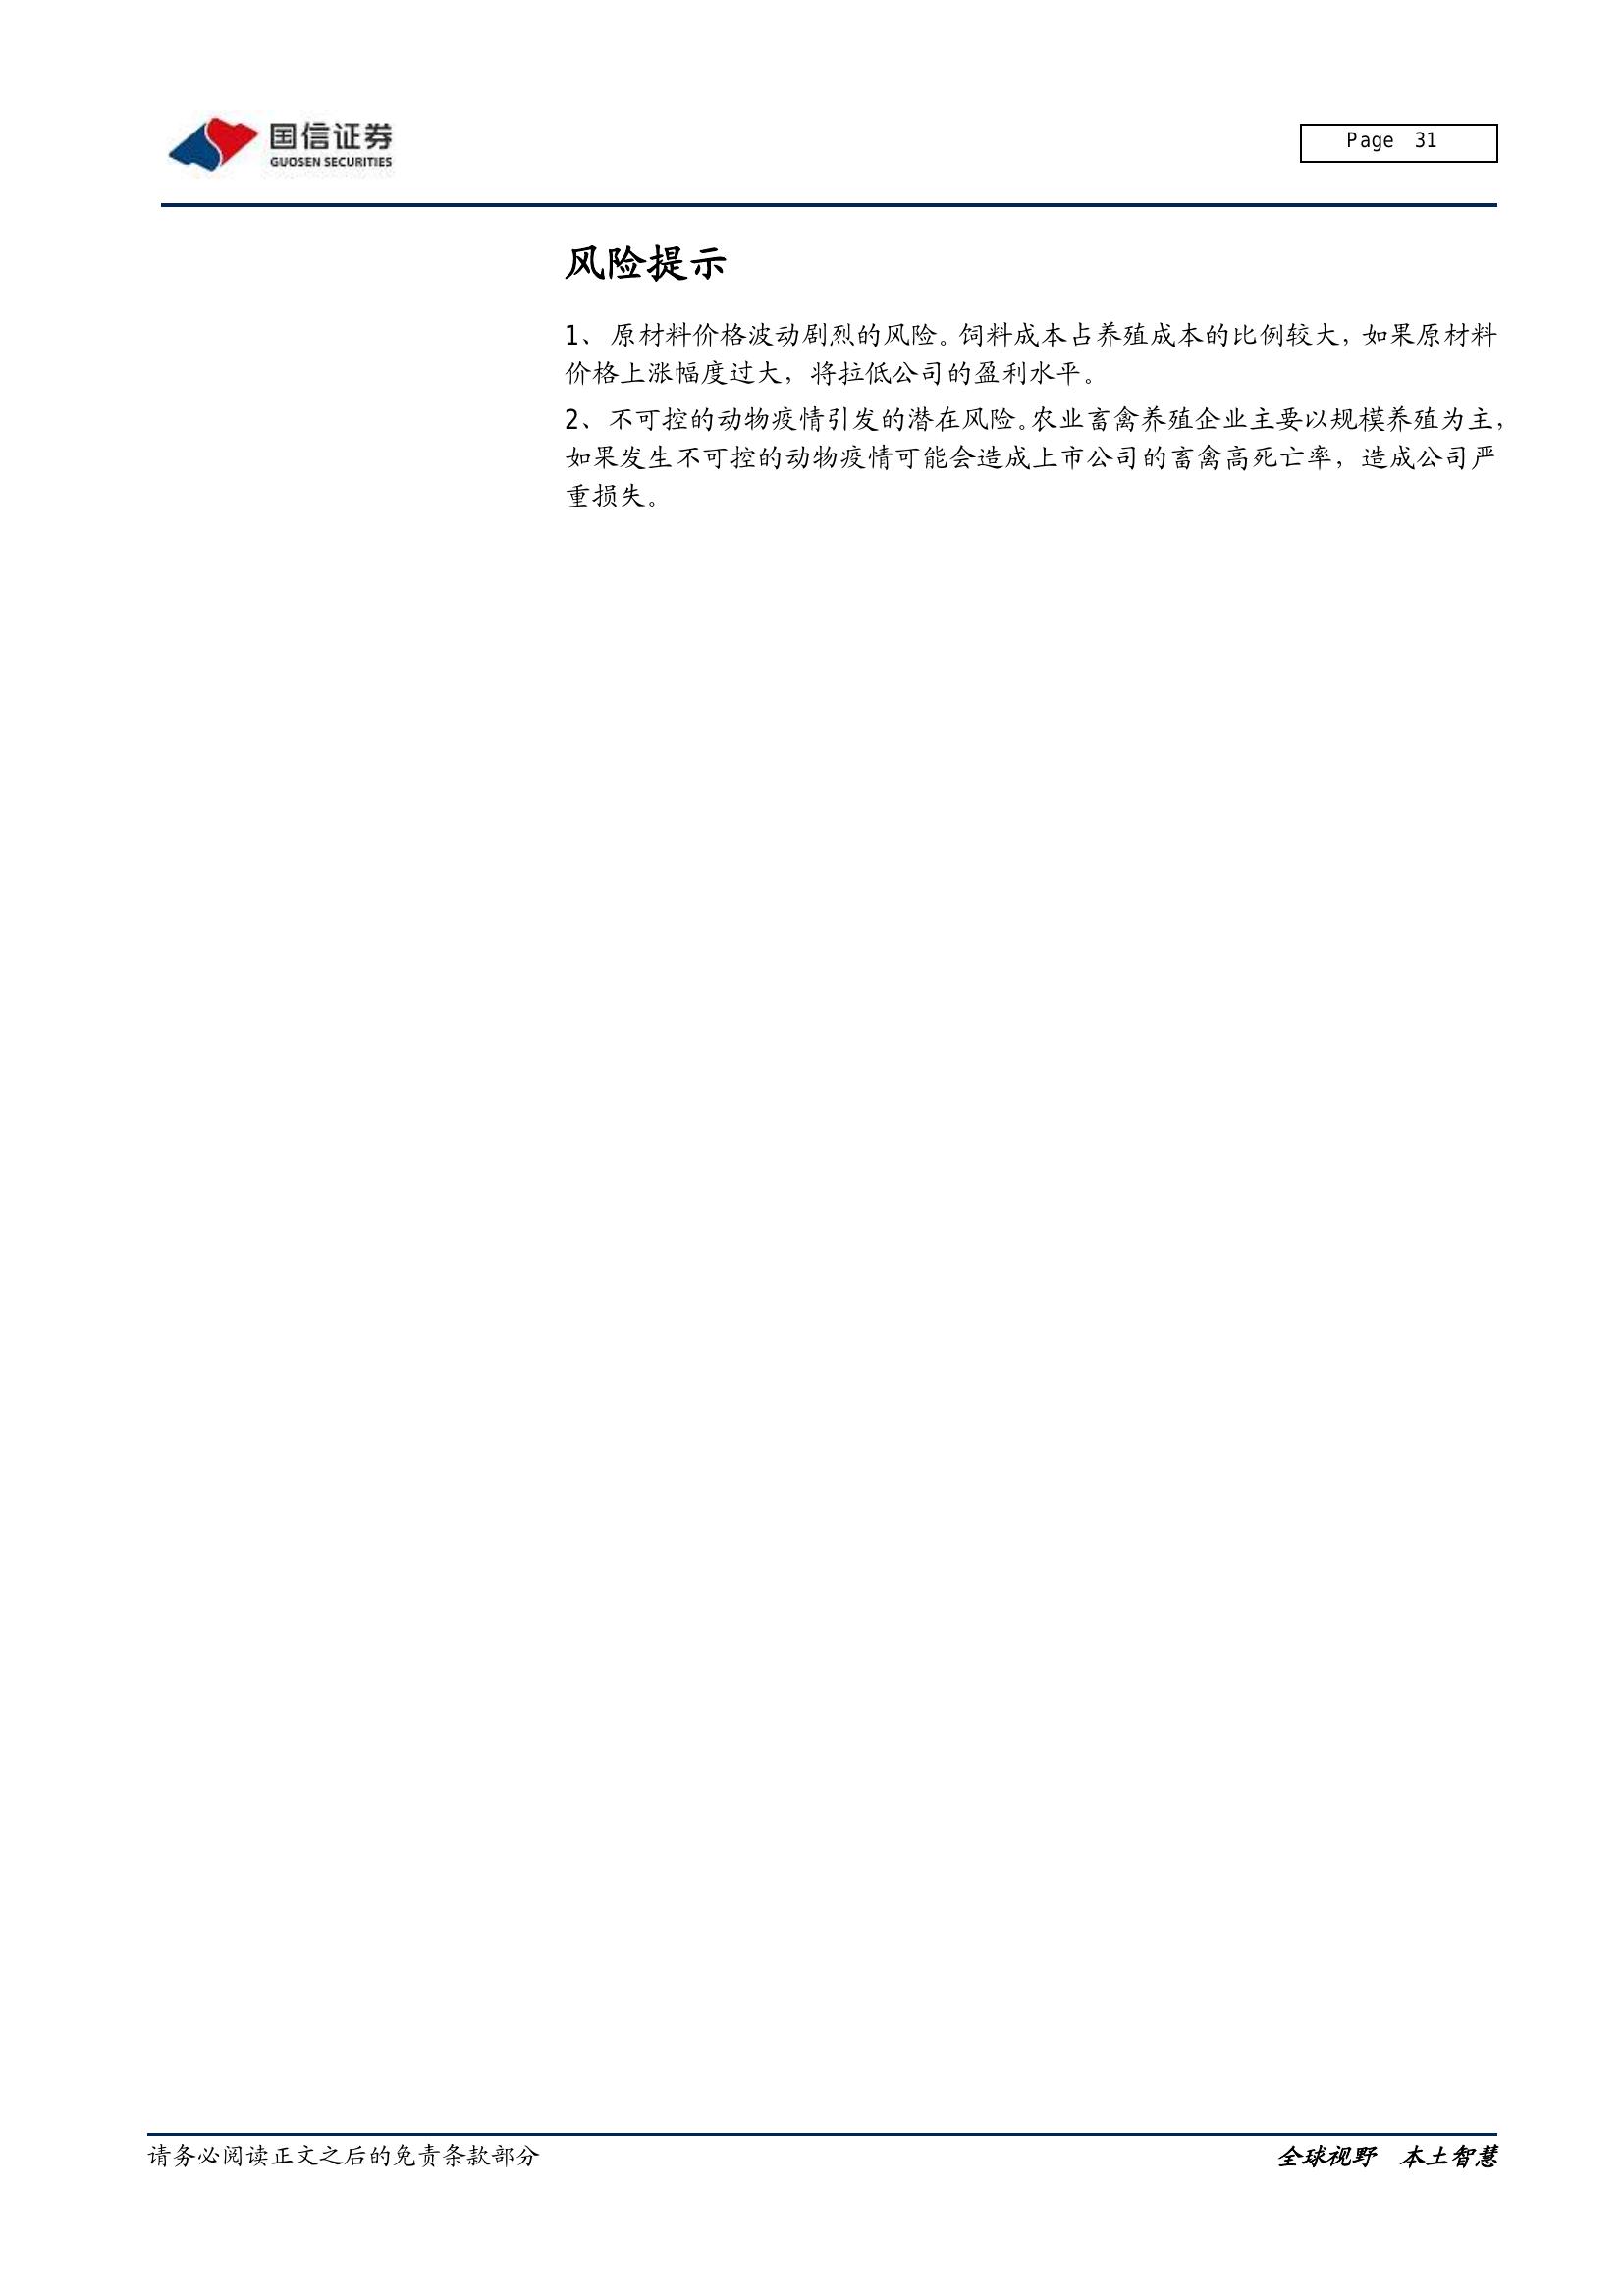 国信证券
GUOSEN SECURITIES
Page 31
风险提示
1、 原材料价格波动剧烈的风险。饲料成本占养殖成本的比例较大，如果原材料
价格上涨幅度过大，将拉低公司的盈利水平。
2、不可控的动物疫情引发的潜在风险。农业畜禽养殖企业主要以规模养殖为主，
如果发生不可控的动物疫情可能会造成上市公司的畜禽高死亡率，造成公司严
重损失。
请务必阅读正文之后的免责条款部分
全球视野 本土智慧